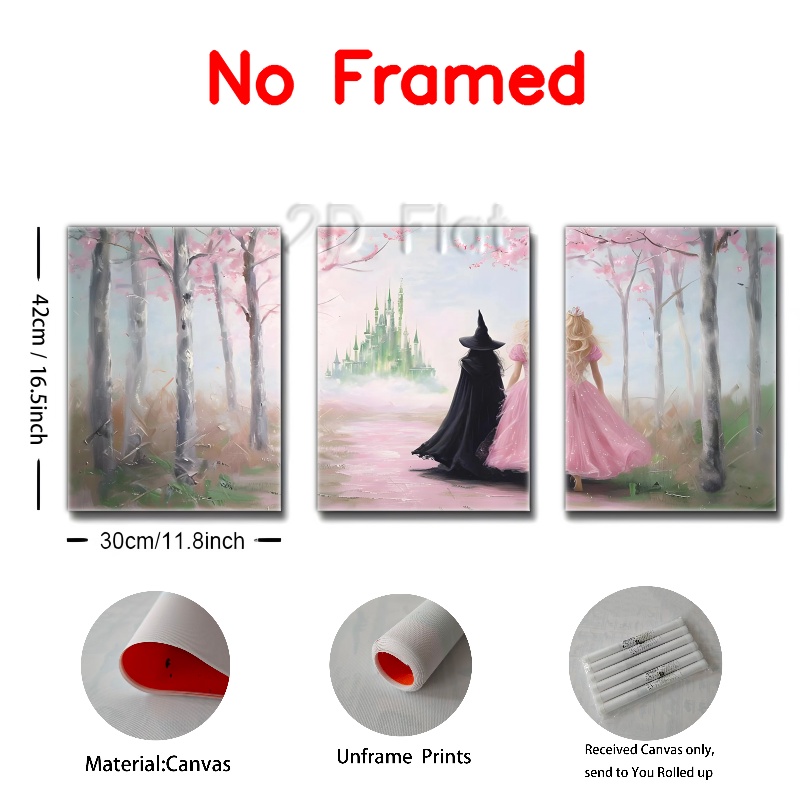 No Framed
2D Flat
42cm / 16.5inch
30cm/11.8inch
Material:Canvas
Unframe Prints
Received Canvas only,
send to You Rolled up